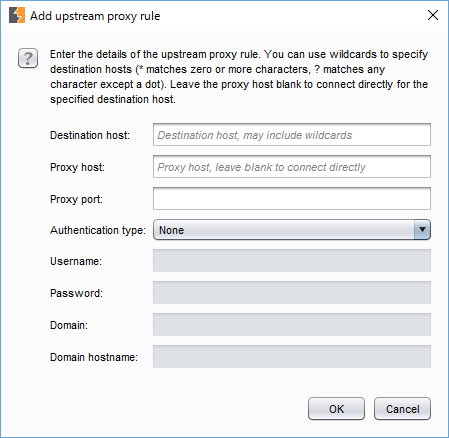 Add upstream proxy rule
Enter the details of the upstream proxy rule. You can use wildcards to specify
destination hosts (* matches zero or more characters, ? matches any
character except a dot). Leave the proxy host blank to connect directly for the
specified destination host.
Destination host: Destination host, may include wildcards
Proxy host: Proxy host, leave blank to connect directly
Proxy port:
Authentication type: None
Username:
Password:
Domain:
Domain hostname:
OK Cancel